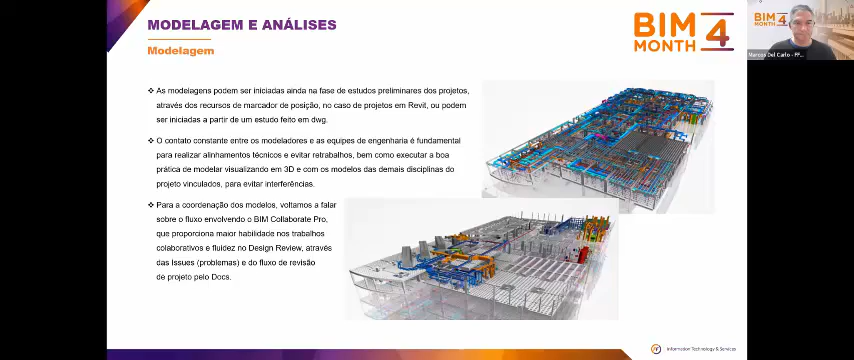 MODELAGEM E ANÁLISES
Modelagem
BIM
MONTH
4
BIM
4
Marcos Del Carlo - FF...
❖ As modelagens podem ser iniciadas ainda na fase de estudos preliminares dos projetos,
através dos recursos de marcador de posição, no caso de projetos em Revit, ou podem
ser iniciadas a partir de um estudo feito em dwg.
❖ O contato constante entre os modeladores e as equipes de engenharia é fundamental
para realizar alinhamentos técnicos e evitar retrabalhos, bem como executar a boa
prática de modelar visualizando em 3D e com os modelos das demais disciplinas do
projeto vinculados, para evitar interferências.
❖ Para a coordenação dos modelos, voltamos a falar
sobre o fluxo envolvendo o BIM Collaborate Pro,
que proporciona maior habilidade nos trabalhos
colaborativos e fluidez no Design Review, através
das Issues (problemas) e do fluxo de revisão
de projeto pelo Docs.
Information Technology & Services